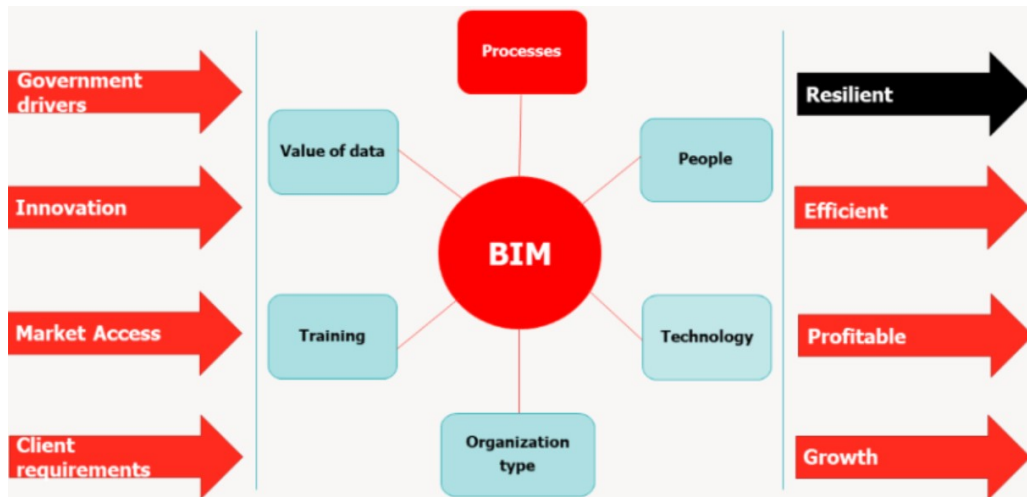 Government
drivers
Innovation
Market Access
Client
requirements
Processes
Value of data
People
BIM
Training
Technology
Organization
type
Resilient
Efficient
Profitable
Growth